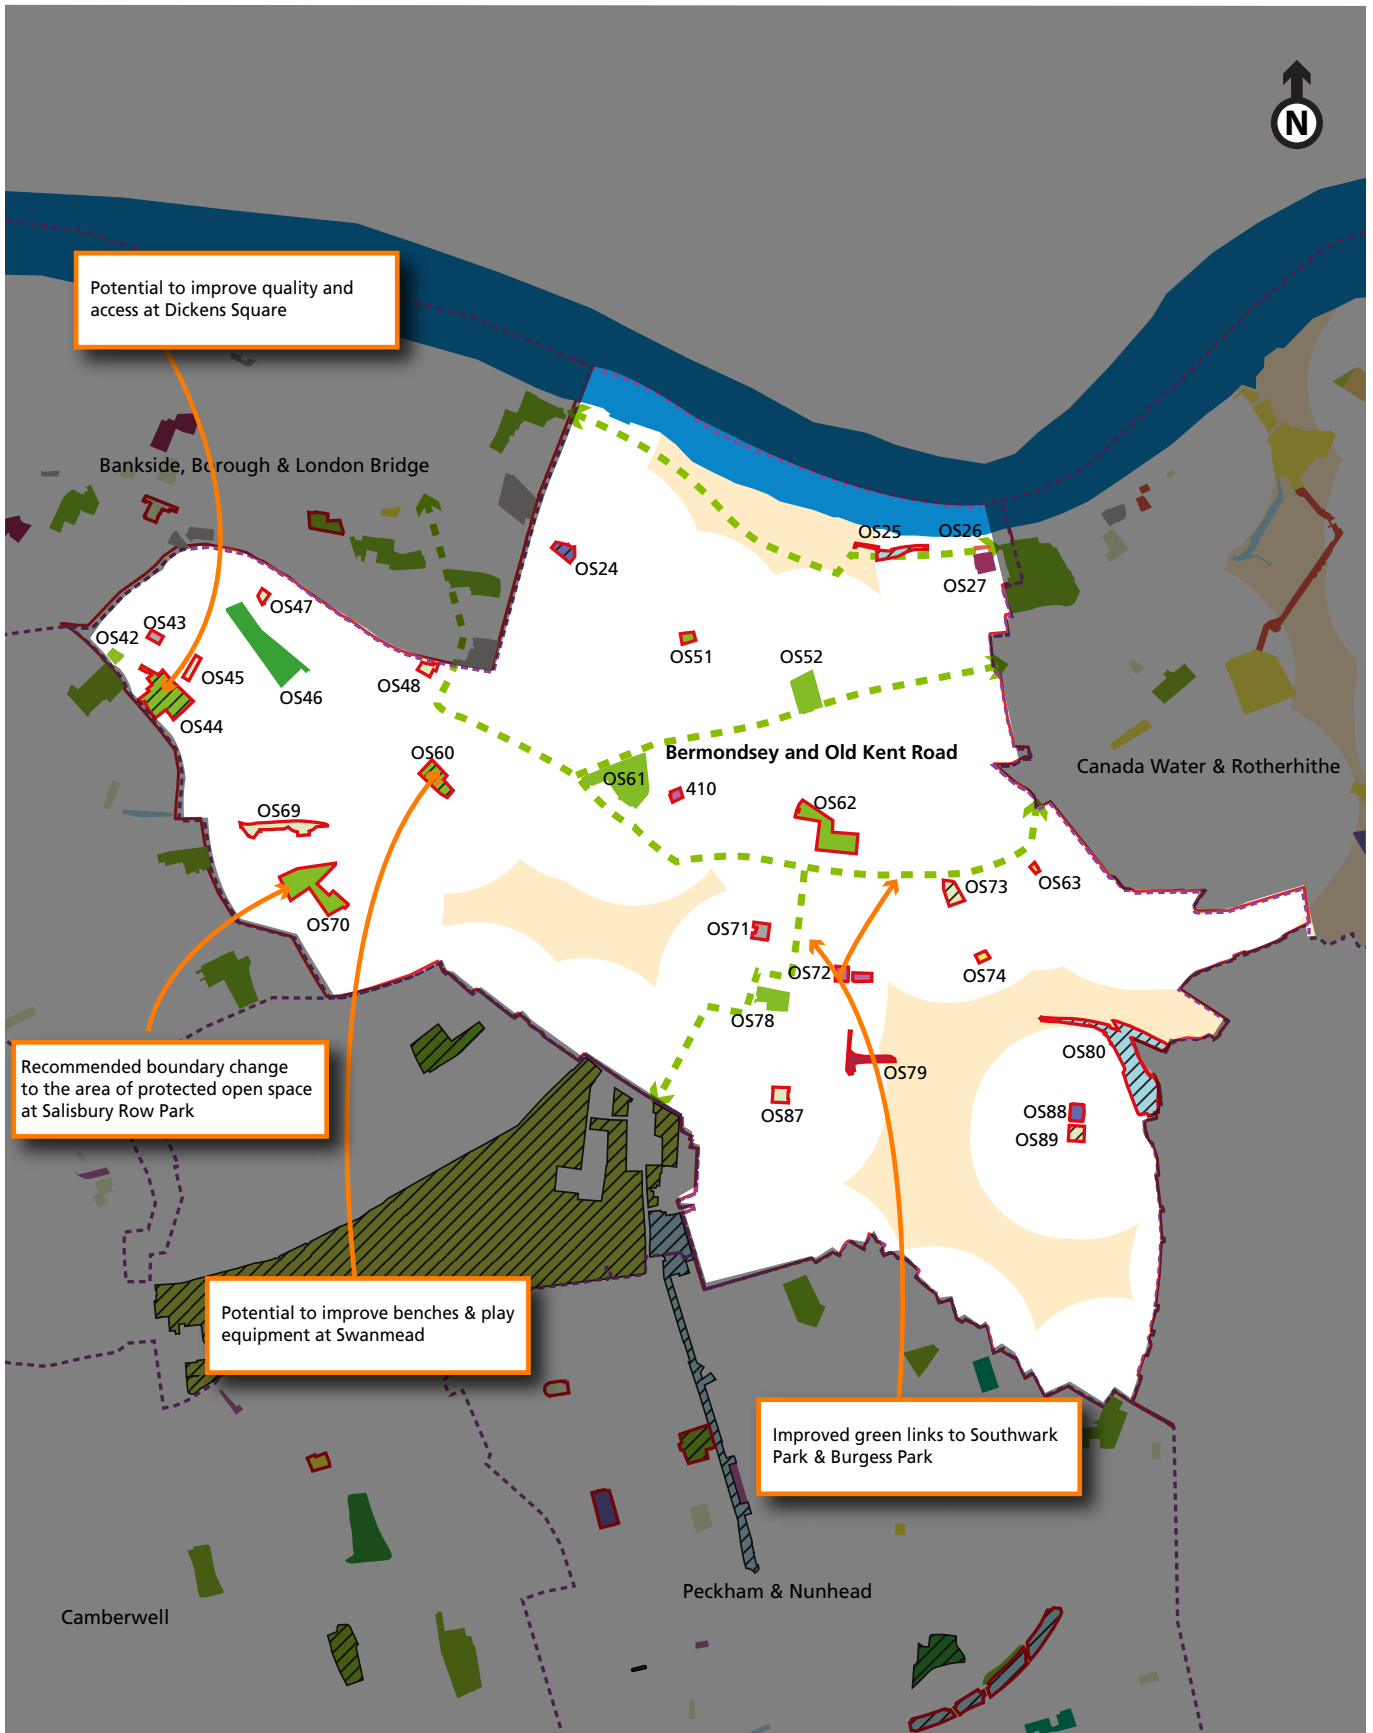 N
Potential to improve quality and
access at Dickens Square
Bankside, Borough & London Bridge
OS25
OS26
OS24
OS27
OS47
OS43
OS42
OS51
OS52
OS45
OS48
OS46
OS44
OS60
Bermondsey and Old Kent Road
Canada Water & Rotherhithe
OS61
410
OS62
OS69
OS63
OS73
OS70
OS71
OS72
OS74
OS78
OS80
Recommended boundary change
to the area of protected open space
at Salisbury Row Park
OS79
OS87
OS88
OS89
Potential to improve benches & play
equipment at Swanmead
Improved green links to Southwark
Park & Burgess Park
Peckham & Nunhead
Camberwell